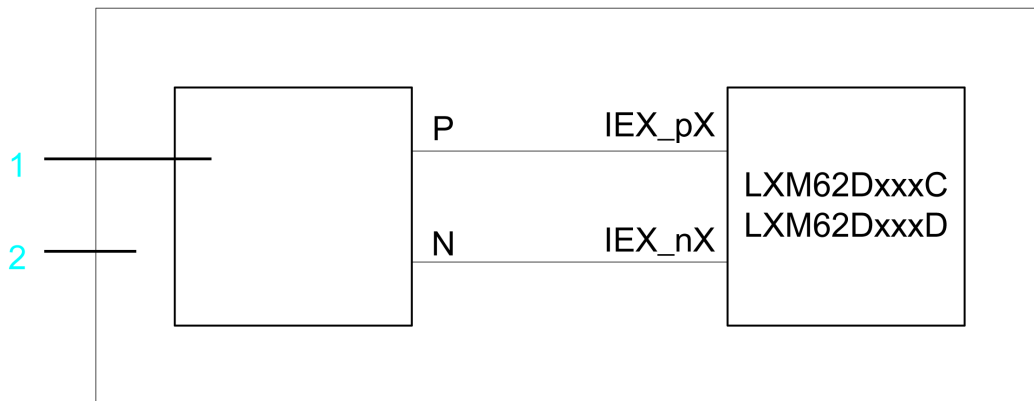 P
IEX_pX
1
LXM62DxxxC
LXM62DxxxD
2
N
IEX_nX